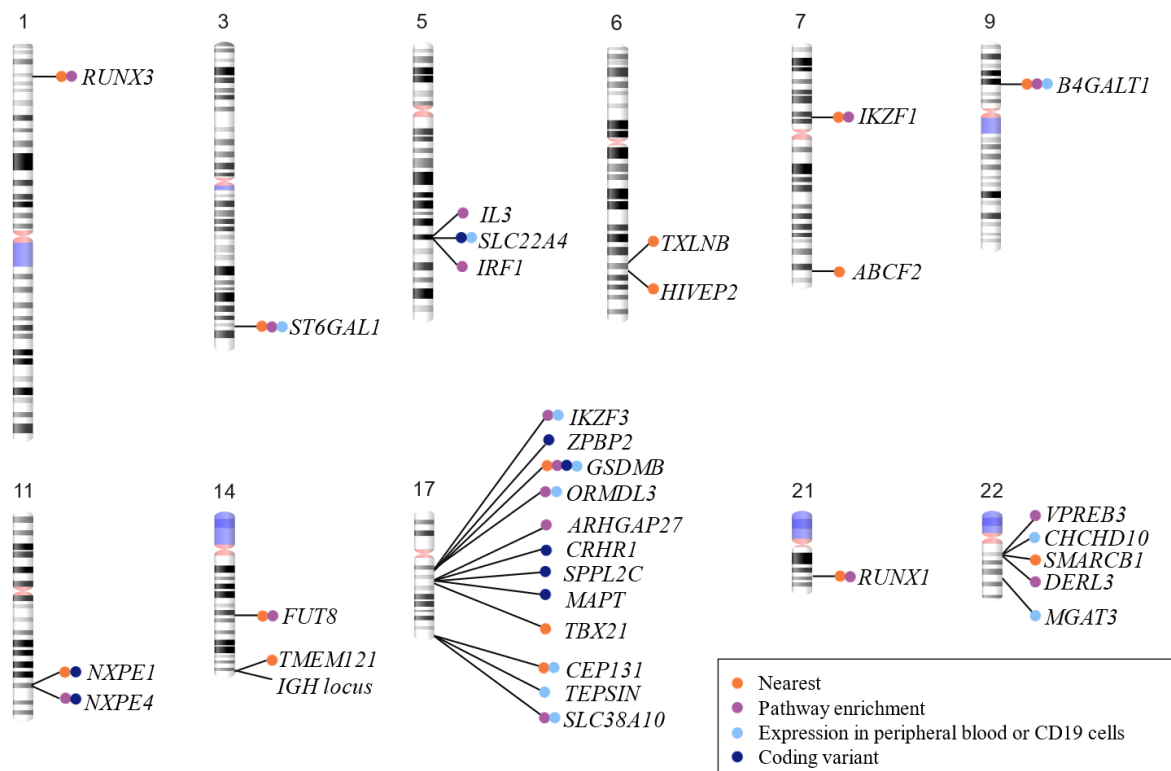 1
3
5
6
7
9
RUNX3
ST6GAL1
IL3
SLC22A4
IRF1
TXLNB
HIVEP2
IKZF1
ABCF2
B4GALT1
11
14
17
21
22
NXPE1
NXPE4
FUT8
TMEM121
IGH locus
IKZF3
ZPBP2
GSDMB
ORMDL3
ARHGAP27
CRHR1
SPPL2C
MAPT
TBX21
CEP131
TEPSIN
SLC38A10
RUNX1
VPREB3
CHCHD10
SMARCB1
DERL3
MGAT3
Nearest
Pathway enrichment
Expression in peripheral blood or CD19 cells
Coding variant